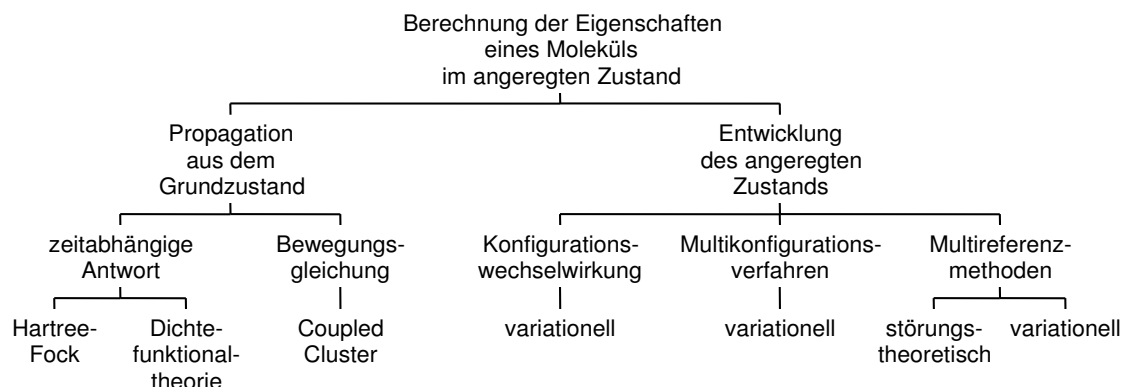 Berechnung der Eigenschaften
eines Moleküls
im angeregten Zustand
Propagation
aus dem
Grundzustand
Entwicklung
des angeregten
Zustands
zeitabhängige
Antwort
Bewegungs-
gleichung
Konfigurations-
wechselwirkung
Multikonfigurations-
verfahren
Multireferenz-
methoden
Hartree-
Fock
Dichte-
funktional-
theorie
Coupled
Cluster
variationell
variationell
störungs-
theoretisch
variationell